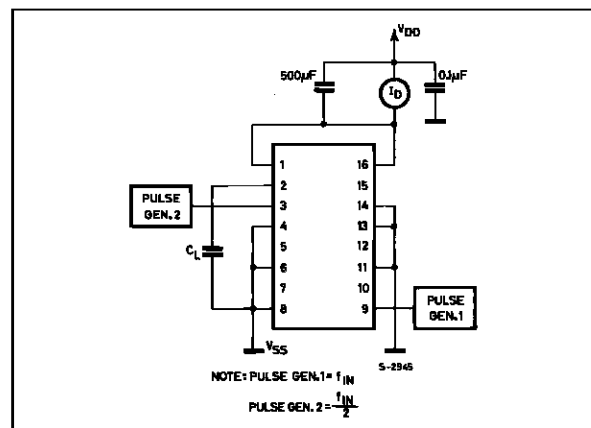 VDD
500μF
0.1μF
ID
1 16
2 15
PULSE GEN.2
3 14
4 13
CL
5 12
6 11
7 10
8 9
PULSE GEN.1
VSS
S-2945
NOTE: PULSE GEN.1= fIN
PULSE GEN. 2 = fIN/2